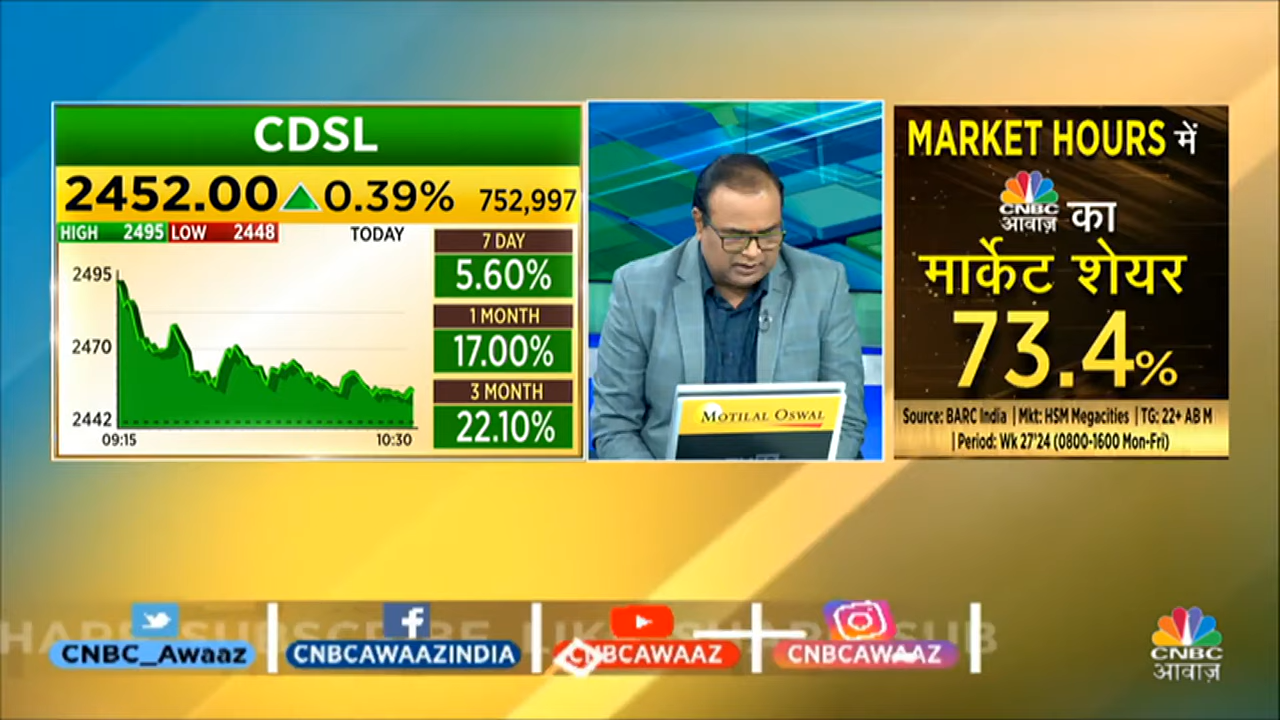 CDSL
2452.00 ▲ 0.39% 752,997
HIGH 2495 LOW 2448 TODAY
2495
2470
2442
09:15 10:30
7 DAY
5.60%
1 MONTH
17.00%
3 MONTH
22.10%
MOTILAL OSWAL
MARKET HOURS में
CNBC
आवाज़
का
मार्केट शेयर
73.4%
Source: BARC India | Mkt: HSM Megacities | TG: 22+ AB M
| Period: Wk 27'24 (0800-1600 Mon-Fri)
CNBC_Awaaz
CNBCAWAAZINDIA
CNBCAWAAZ
CNBCAWAAZ
CNBC
आवाज़